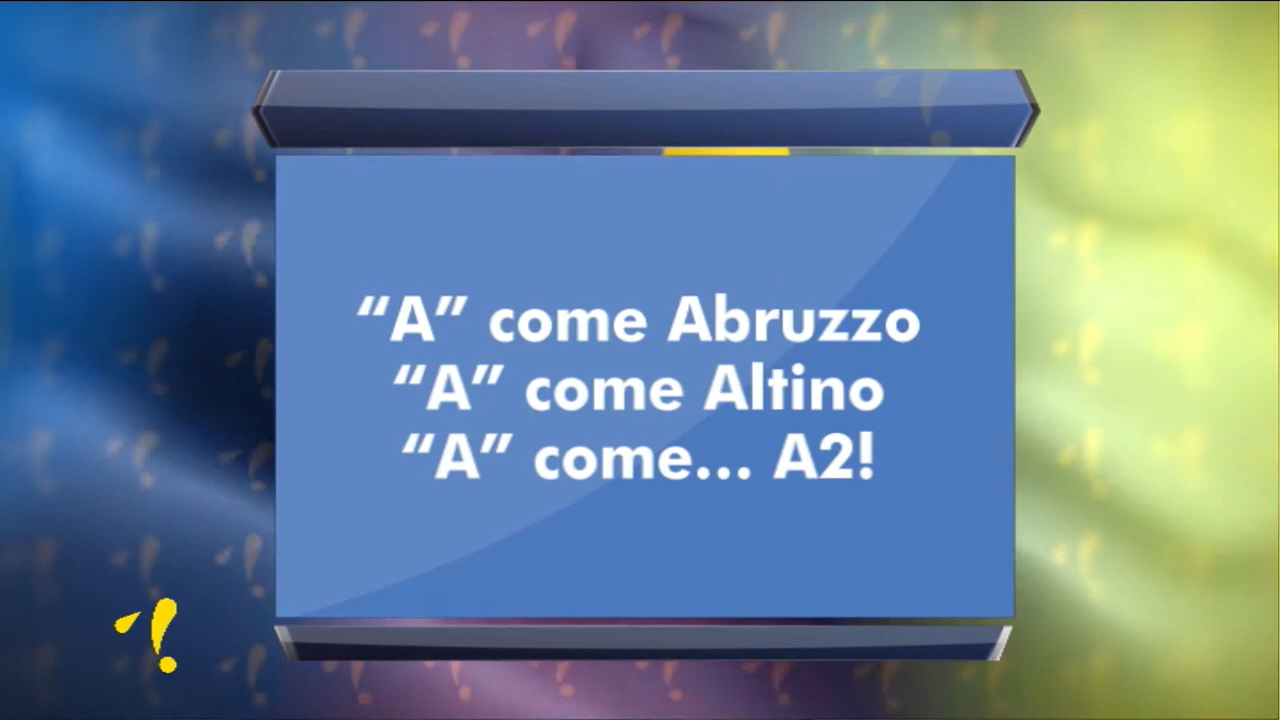 “A” come Abruzzo
“A” come Altino
“A” come... A2!